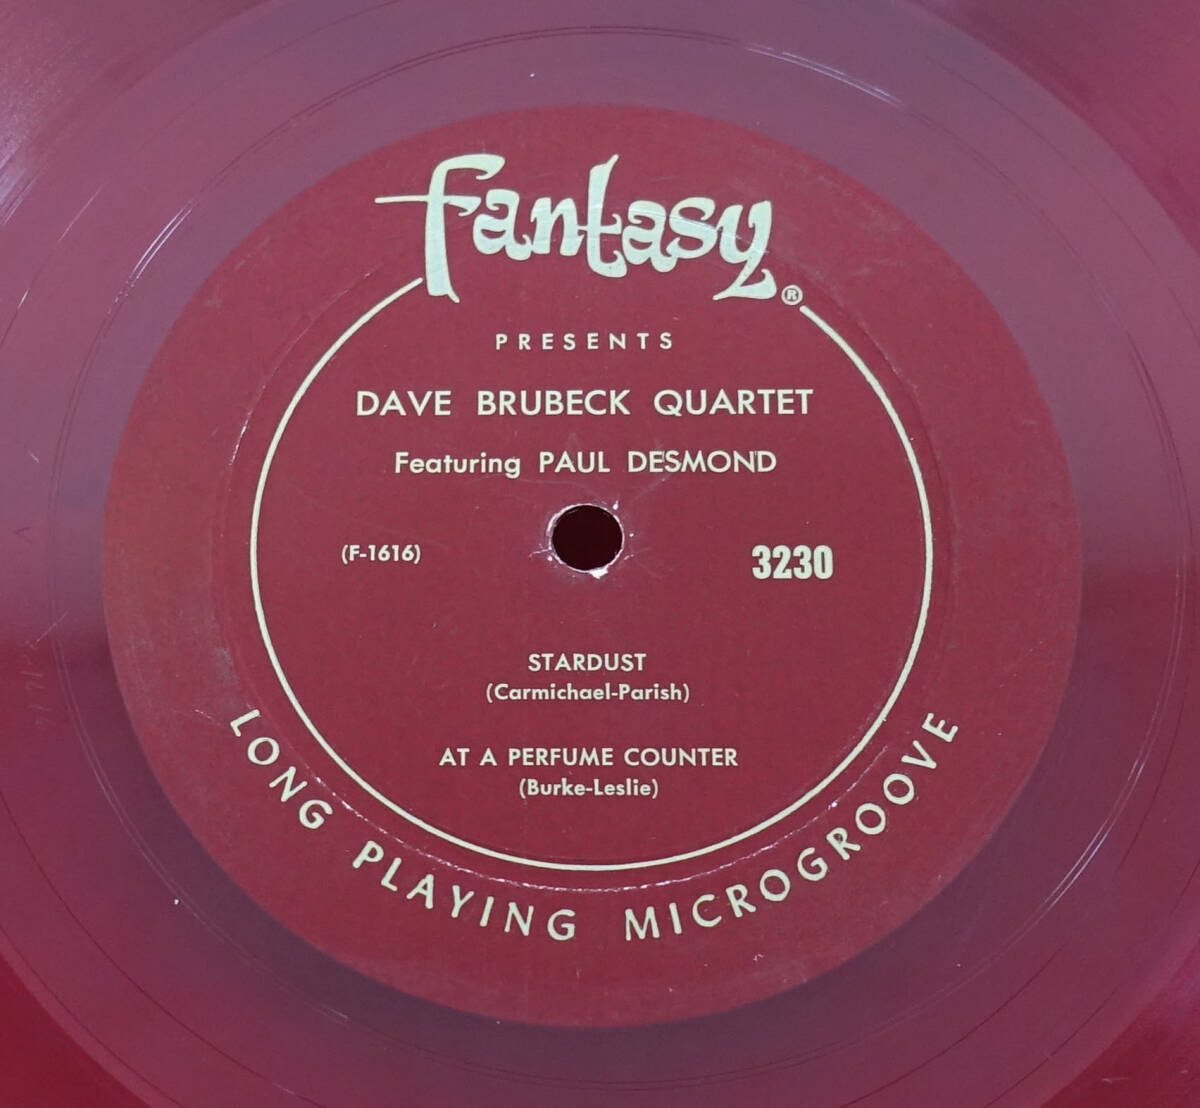 fantasy®
PRESENTS
DAVE BRUBECK QUARTET
Featuring PAUL DESMOND
(F-1616)
3230
STARDUST
(Carmichael-Parish)
AT A PERFUME COUNTER
(Burke-Leslie)
LONG PLAYING MICROGROOVE